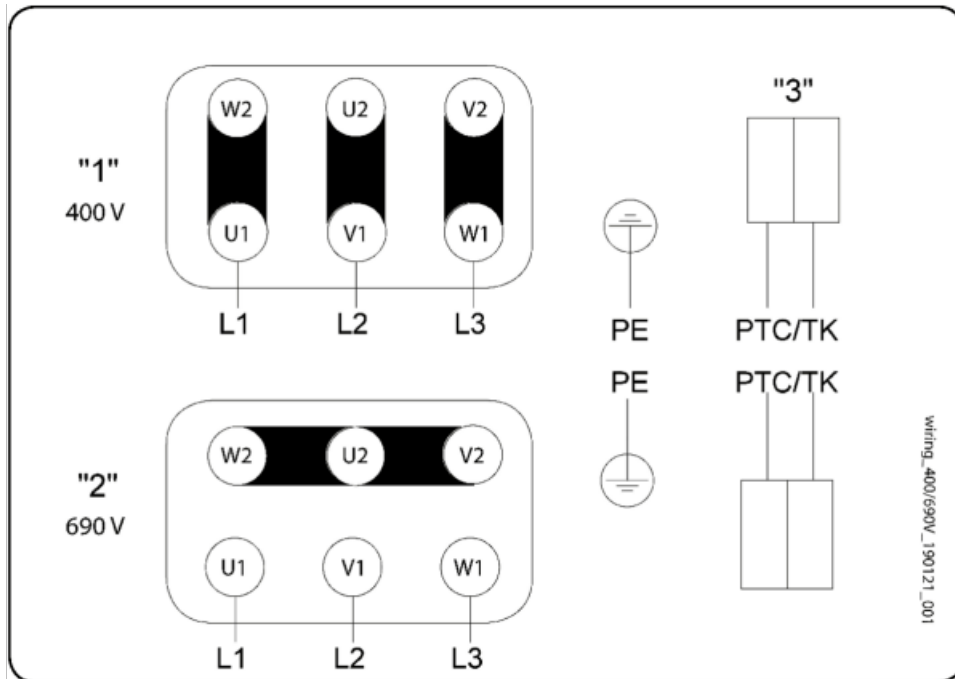 W2 U2 V2
"1"
400 V
U1 V1 W1
L1 L2 L3
"3"
PE
PTC/TK
W2 U2 V2
"2"
690 V
U1 V1 W1
L1 L2 L3
PE
PTC/TK
wiring_400/690V_190121_001